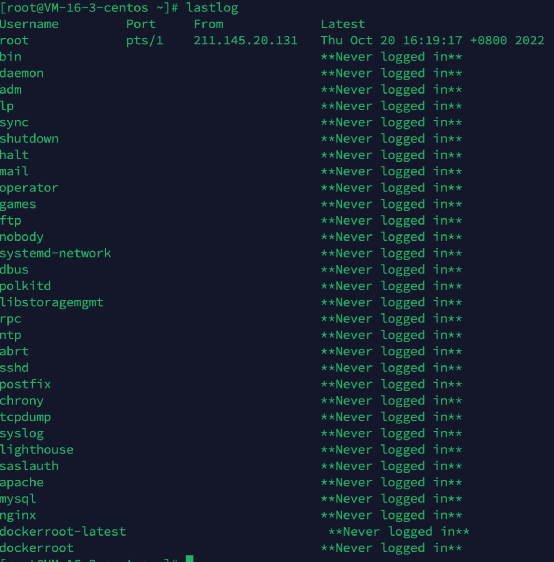 [root@VM-16-3-centos ~]# lastlog
Username Port From Latest
root pts/1 211.145.20.131 Thu Oct 20 16:19:17 +0800 2022
bin **Never logged in**
daemon **Never logged in**
adm **Never logged in**
lp **Never logged in**
sync **Never logged in**
shutdown **Never logged in**
halt **Never logged in**
mail **Never logged in**
operator **Never logged in**
games **Never logged in**
ftp **Never logged in**
nobody **Never logged in**
systemd-network **Never logged in**
dbus **Never logged in**
polkitd **Never logged in**
libstoragemgmt **Never logged in**
rpc **Never logged in**
ntp **Never logged in**
abrt **Never logged in**
sshd **Never logged in**
postfix **Never logged in**
chrony **Never logged in**
tcpdump **Never logged in**
syslog **Never logged in**
lighthouse **Never logged in**
saslauth **Never logged in**
apache **Never logged in**
mysql **Never logged in**
nginx **Never logged in**
dockerroot-latest **Never logged in**
dockerroot **Never logged in**
[root@VM-16-3-centos ~]#